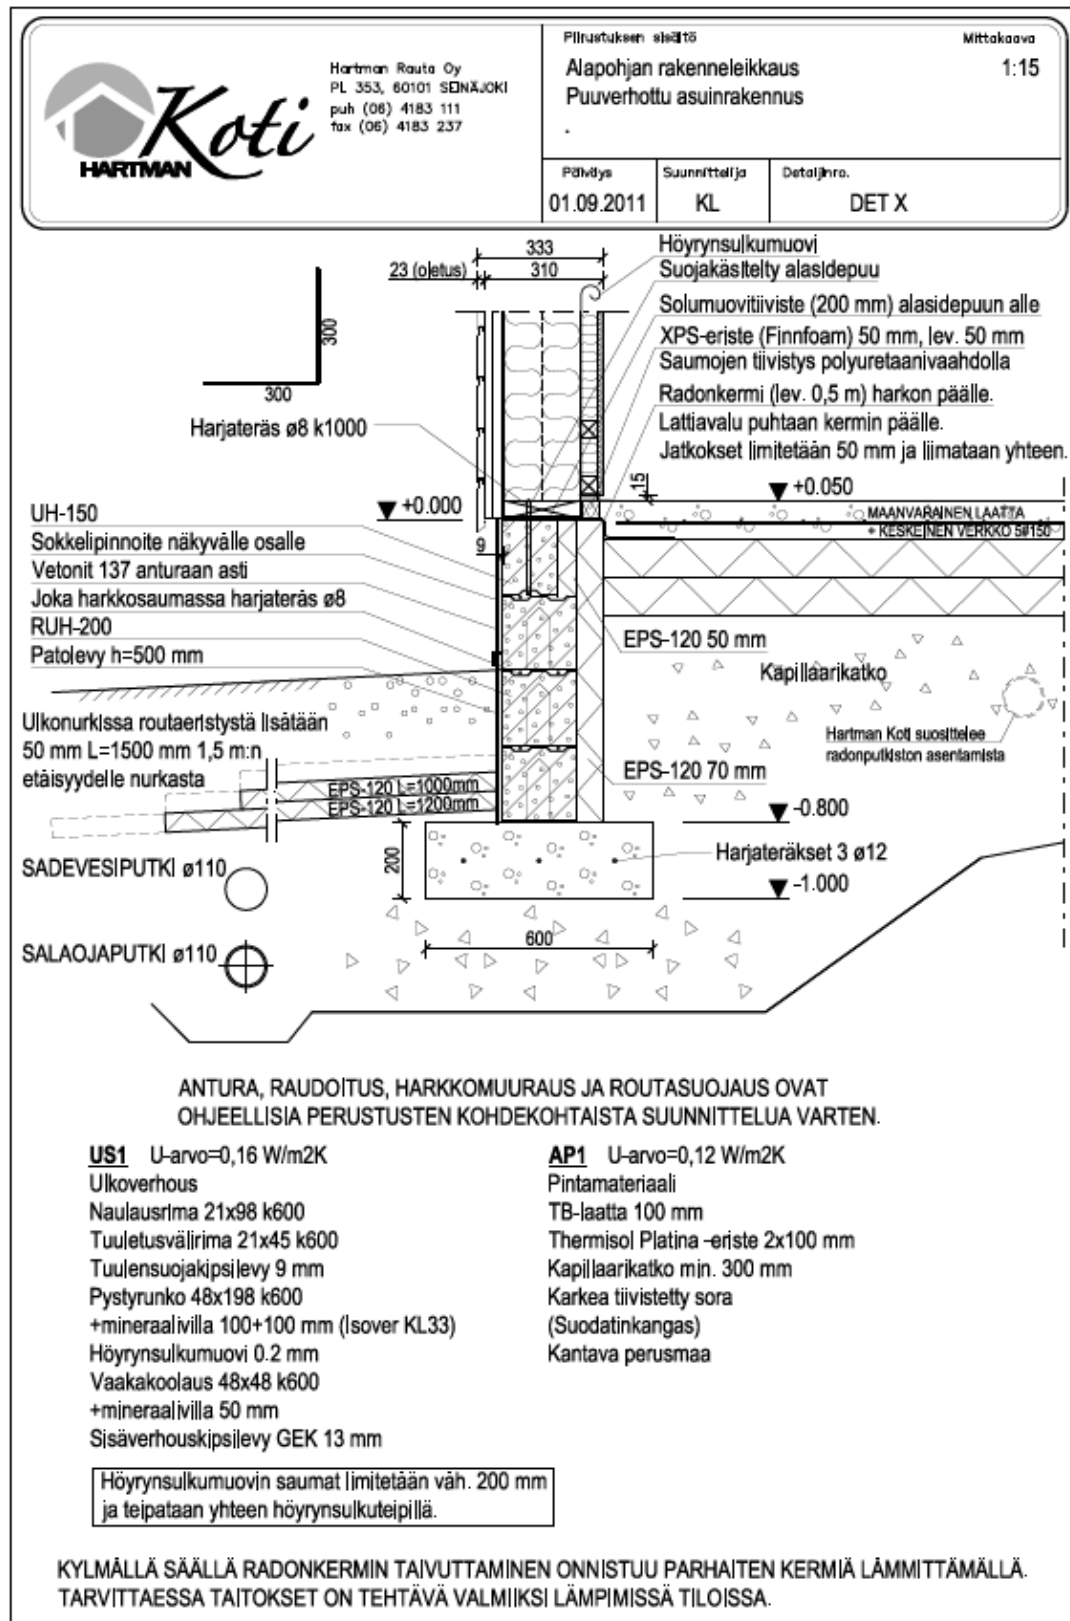 Koti
HARTMAN
Hartman Rauta Oy
PL 353, 60101 SEINÄJOKI
puh (06) 4183 111
fax (06) 4183 237
Piirustuksen sisältö
Mittakaava
Alapohjan rakenneleikkaus
1:15
Puuverhottu asuinrakennus
.
Päiväys
Suunnittelija
Detaljinro.
01.09.2011
KL
DET X
333
23 (oletus)
310
300
300
Höyrynsulkumuovi
Suojakäsitelty alasidepuu
Solumuovitiiviste (200 mm) alasidepuun alle
XPS-eriste (Finnfoam) 50 mm, lev. 50 mm
Saumojen tiivistys polyuretaanivaahdolla
Radonkermi (lev. 0,5 m) harkon päälle.
Lattiavalu puhtaan kermin päälle.
Jatkokset limitetään 50 mm ja liimataan yhteen.
Harjateräs ø8 k1000
15
+0.050
+0.000
MAANVARAINEN LAATTA
+ KESKEINEN VERKKO 5#150
9
UH-150
Sokkelipinnoite näkyvälle osalle
Vetonit 137 anturaan asti
Joka harkkosaumassa harjateräs ø8
RUH-200
Patolevy h=500 mm
EPS-120 50 mm
Kapillaarikatko
Hartman Koti suosittelee
radonputkiston asentamista
Ulkonurkissa routaeristystä lisätään
50 mm L=1500 mm 1,5 m:n
etäisyydelle nurkasta
EPS-120 L=1000mm
EPS-120 L=1200mm
EPS-120 70 mm
-0.800
200
Harjateräkset 3 ø12
-1.000
600
SADEVESIPUTKI ø110
SALAOJAPUTKI ø110
ANTURA, RAUDOITUS, HARKKOMUURAUS JA ROUTASUOJAUS OVAT
OHJEELLISIA PERUSTUSTEN KOHDEKOHTAISTA SUUNNITTELUA VARTEN.
US1 U-arvo=0,16 W/m2K
Ulkoverhous
Naulausrima 21x98 k600
Tuuletusvälirima 21x45 k600
Tuulensuojakipsilevy 9 mm
Pystyrunko 48x198 k600
+mineraalivilla 100+100 mm (Isover KL33)
Höyrynsulkumuovi 0.2 mm
Vaakakoolaus 48x48 k600
+mineraalivilla 50 mm
Sisäverhouskipsilevy GEK 13 mm
AP1 U-arvo=0,12 W/m2K
Pintamateriaali
TB-laatta 100 mm
Thermisol Platina -eriste 2x100 mm
Kapillaarikatko min. 300 mm
Karkea tiivistetty sora
(Suodatinkangas)
Kantava perusmaa
Höyrynsulkumuovin saumat limitetään väh. 200 mm
ja teipataan yhteen höyrynsulkuteipillä.
KYLMÄLLÄ SÄÄLLÄ RADONKERMIN TAIVUTTAMINEN ONNISTUU PARHAITEN KERMIÄ LÄMMITTÄMÄLLÄ.
TARVITTAESSA TAITOKSET ON TEHTÄVÄ VALMIIKSI LÄMPIMISSÄ TILOISSA.